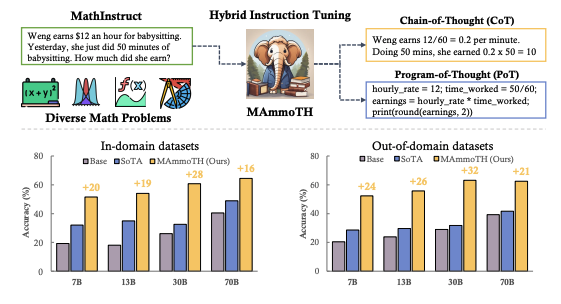 MathInstruct
Hybrid Instruction Tuning
Chain-of-Thought (CoT)
Weng earns $12 an hour for babysitting.
Yesterday, she just did 50 minutes of
babysitting. How much did she earn?
Weng earns 12/60 = 0.2 per minute.
Doing 50 mins, she earned 0.2 x 50 = 10
Program-of-Thought (PoT)
hourly_rate = 12; time_worked = 50/60;
earnings = hourly_rate * time_worked;
print(round(earnings, 2))
(x+y)²
f(x)
Diverse Math Problems
MAmmoTH
In-domain datasets
Base
SoTA
MAmmoTH (Ours)
Accuracy (%)
80
60
40
20
0
+20
+19
+28
+16
7B
13B
30B
70B
Out-of-domain datasets
Base
SoTA
MAmmoTH (Ours)
Accuracy (%)
80
60
40
20
0
+24
+26
+32
+21
7B
13B
30B
70B